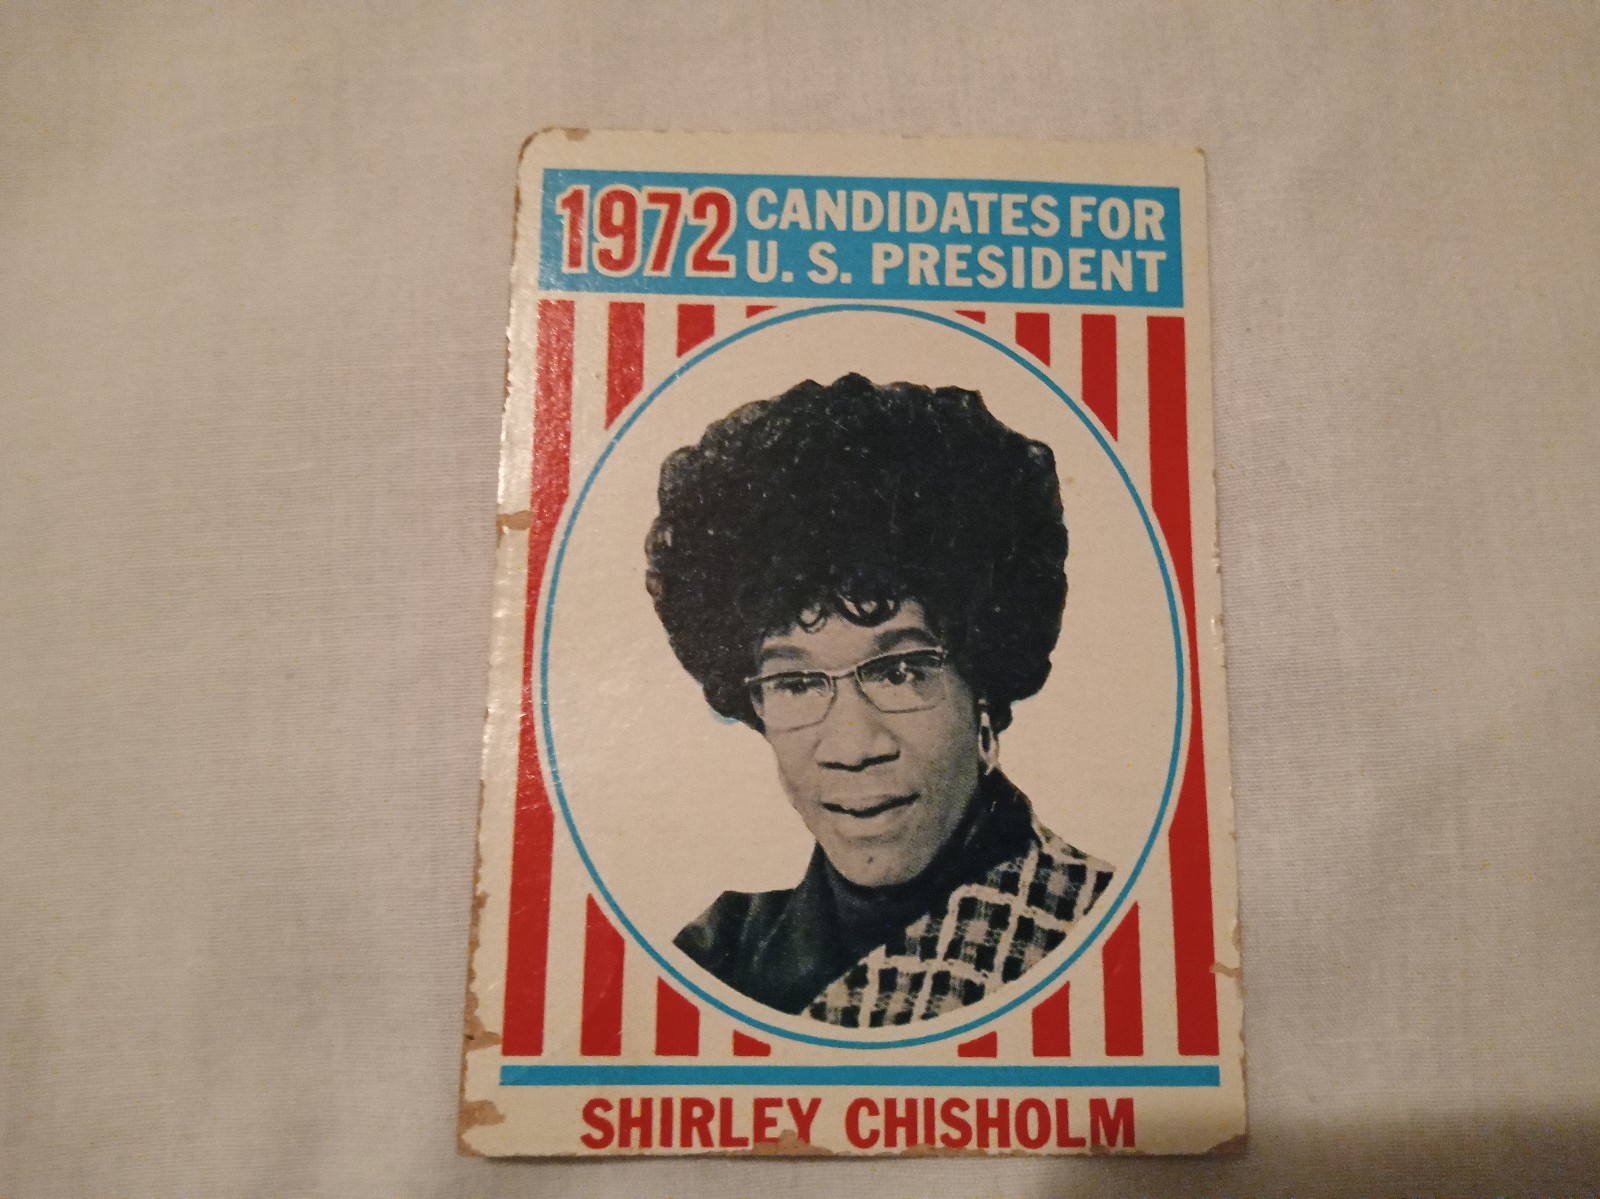 1972 CANDIDATES FOR
U. S. PRESIDENT
SHIRLEY CHISHOLM